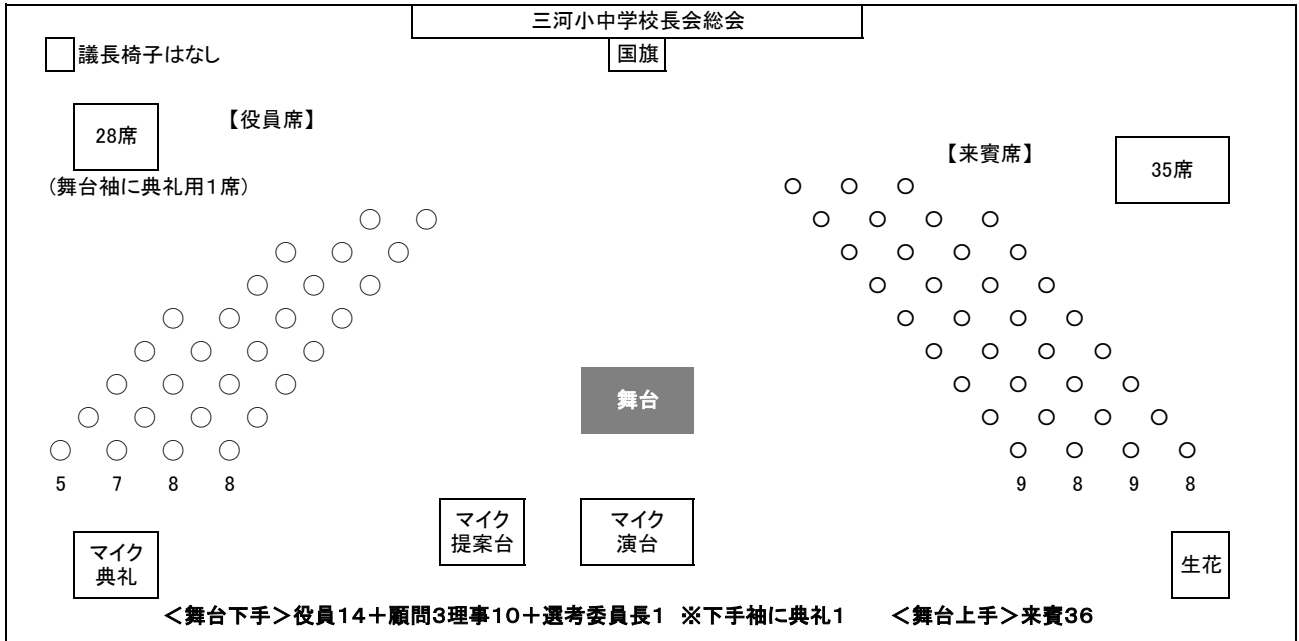 三河小中学校長会総会
議長椅子はなし
国旗
28席
【役員席】
【来賓席】
35席
(舞台袖に典礼用1席)
舞台
5 7 8 8
9 8 9 8
マイク
提案台
マイク
演台
マイク
典礼
生花
＜舞台下手＞役員14＋顧問3理事10＋選考委員長1 ※下手袖に典礼1 ＜舞台上手＞来賓36